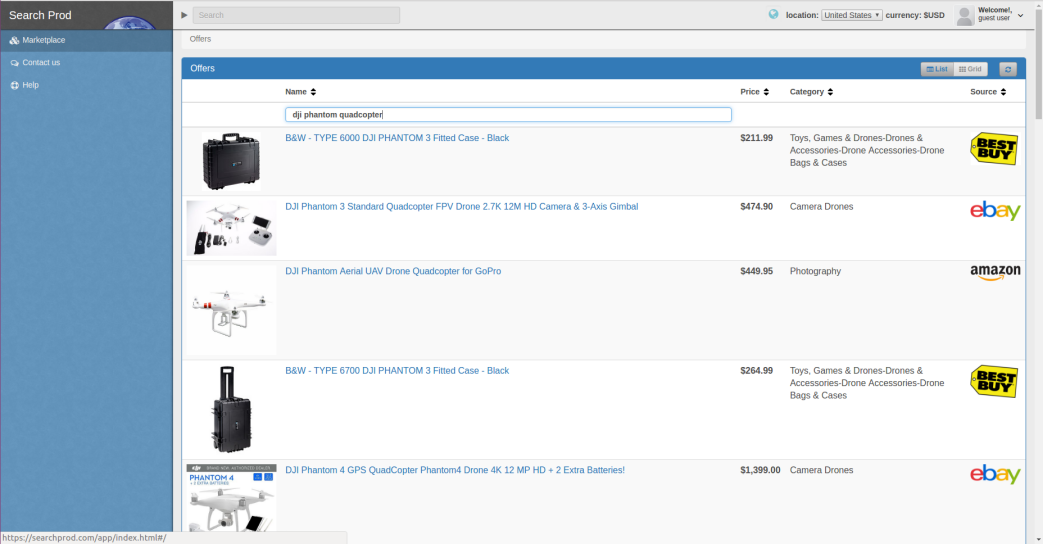 Search Prod
Search
location: United States currency: $USD
Welcome!,
guest user
Marketplace
Contact us
Help
Offers
Offers
List Grid
Name Price Category Source
dji phantom quadcopter
B&W - TYPE 6000 DJI PHANTOM 3 Fitted Case - Black $211.99 Toys, Games & Drones-Drones &
Accessories-Drone Accessories-Drone
Bags & Cases
BEST
BUY
DJI Phantom 3 Standard Quadcopter FPV Drone 2.7K 12M HD Camera & 3-Axis Gimbal $474.90 Camera Drones ebay
DJI Phantom Aerial UAV Drone Quadcopter for GoPro $449.95 Photography amazon
B&W - TYPE 6700 DJI PHANTOM 3 Fitted Case - Black $264.99 Toys, Games & Drones-Drones &
Accessories-Drone Accessories-Drone
Bags & Cases
BEST
BUY
DJI Phantom 4 GPS QuadCopter Phantom4 Drone 4K 12 MP HD + 2 Extra Batteries! $1,399.00 Camera Drones ebay
PHANTOM 4
+ 2 EXTRA BATTERIES
https://searchprod.com/app/index.html#/